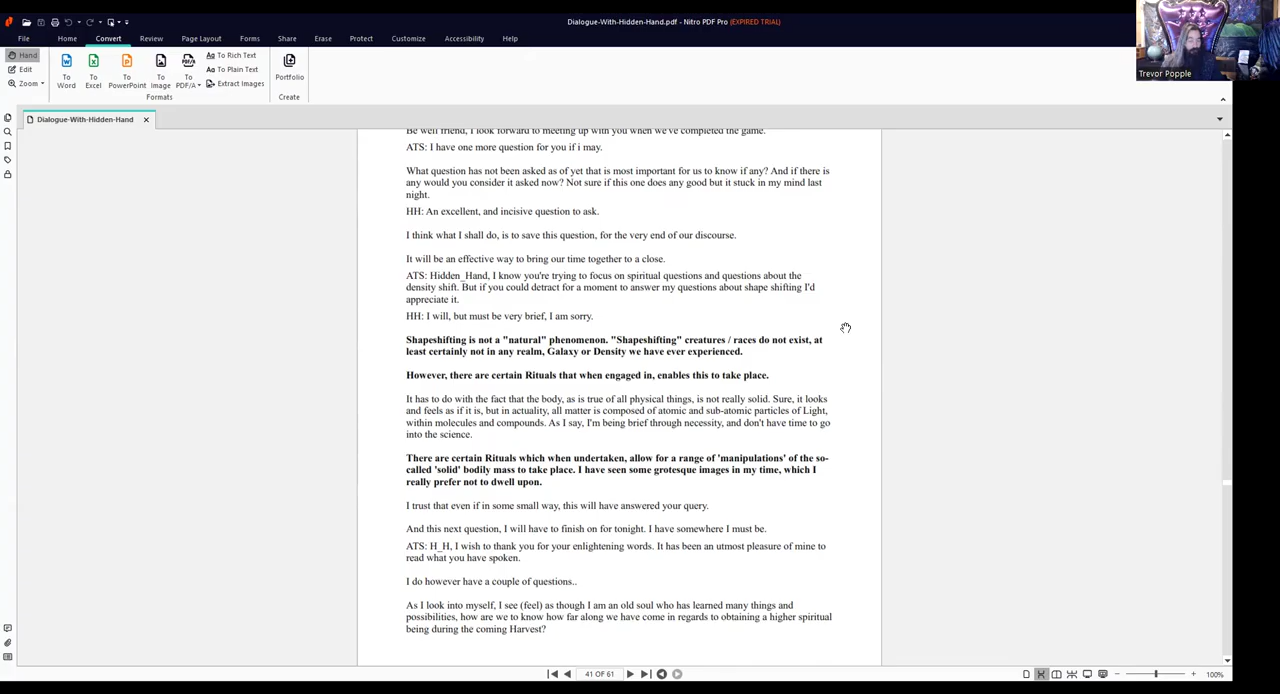 Dialogue-With-Hidden-Hand.pdf - Nitro PDF Pro (EXPIRED TRIAL)
File Home Convert Review Page Layout Forms Share Erase Protect Customize Accessibility Help
Hand
Edit
Zoom
To Word
To Excel
To PowerPoint
To Image
To PDF/A
Aa To Rich Text
Aa To Plain Text
Extract Images
Formats
Portfolio
Create
Trevor Popple
Dialogue-With-Hidden-Hand
Be well friend, I look forward to meeting up with you when we've completed the game.
ATS: I have one more question for you if i may.
What question has not been asked as of yet that is most important for us to know if any? And if there is
any would you consider it asked now? Not sure if this one does any good but it stuck in my mind last
night.
HH: An excellent, and incisive question to ask.
I think what I shall do, is to save this question, for the very end of our discourse.
It will be an effective way to bring our time together to a close.
ATS: Hidden_Hand, I know you're trying to focus on spiritual questions and questions about the
density shift. But if you could detract for a moment to answer my questions about shape shifting I'd
appreciate it.
HH: I will, but must be very brief, I am sorry.
Shapeshifting is not a "natural" phenomenon. "Shapeshifting" creatures / races do not exist, at
least certainly not in any realm, Galaxy or Density we have ever experienced.
However, there are certain Rituals that when engaged in, enables this to take place.
It has to do with the fact that the body, as is true of all physical things, is not really solid. Sure, it looks
and feels as if it is, but in actuality, all matter is composed of atomic and sub-atomic particles of Light,
within molecules and compounds. As I say, I'm being brief through necessity, and don't have time to go
into the science.
There are certain Rituals which when undertaken, allow for a range of 'manipulations' of the so-
called 'solid' bodily mass to take place. I have seen some grotesque images in my time, which I
really prefer not to dwell upon.
I trust that even if in some small way, this will have answered your query.
And this next question, I will have to finish on for tonight. I have somewhere I must be.
ATS: H_H, I wish to thank you for your enlightening words. It has been an utmost pleasure of mine to
read what you have spoken.
I do however have a couple of questions..
As I look into myself, I see (feel) as though I am an old soul who has learned many things and
possibilities, how are we to know how far along we have come in regards to obtaining a higher spiritual
being during the coming Harvest?
41 OF 61
100%